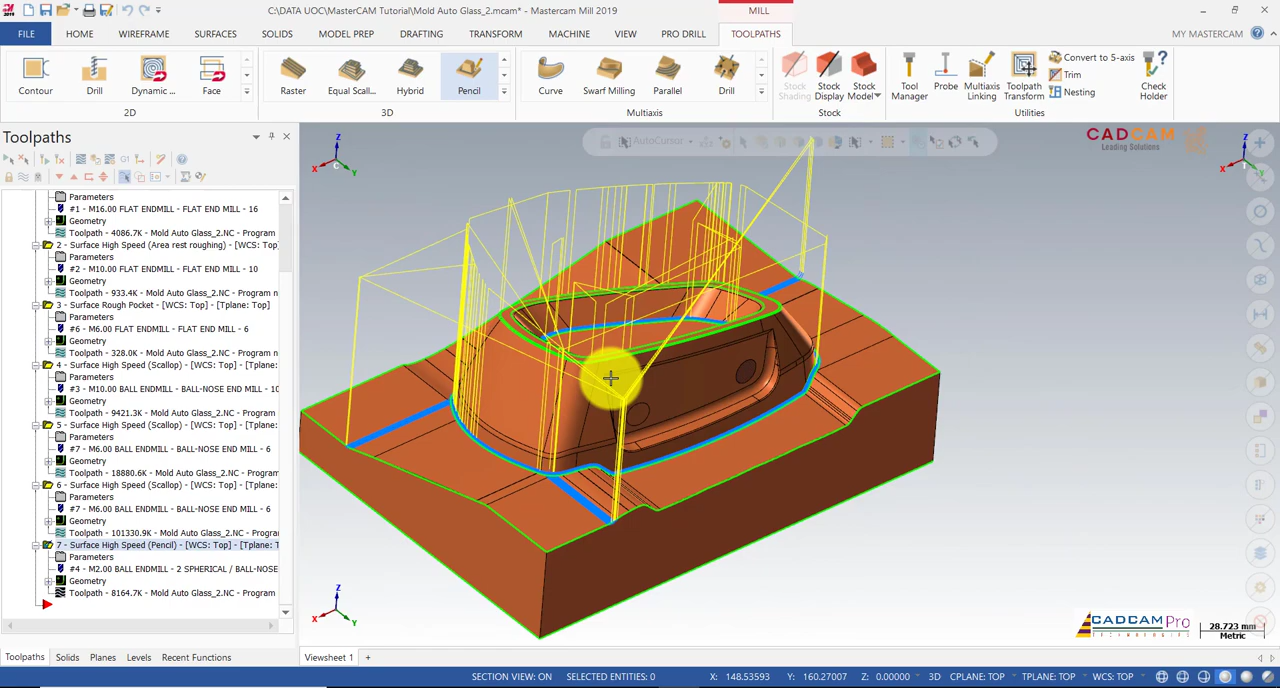 2019
C:\DATA UOC\MasterCAM Tutorial\Mold Auto Glass_2.mcam* - Mastercam Mill 2019
MILL
FILE HOME WIREFRAME SURFACES SOLIDS MODEL PREP DRAFTING TRANSFORM MACHINE VIEW PRO DRILL TOOLPATHS MY MASTERCAM
Contour Drill Dynamic ... Face Raster Equal Scall... Hybrid Pencil Curve Swarf Milling Parallel Drill Stock Shading Stock Display Stock Model Tool Manager Probe Multiaxis Linking Toolpath Transform Convert to 5-axis Trim Nesting Check Holder
2D 3D Multiaxis Stock Utilities
Toolpaths
AutoCursor
CADCAM
Leading Solutions
G1
Z
X
Y
Z
X
Y
Parameters
#1 - M16.00 FLAT ENDMILL - FLAT END MILL - 16
Geometry
Toolpath - 4086.7K - Mold Auto Glass_2.NC - Program
2 - Surface High Speed (Area rest roughing) - [WCS: Top]
Parameters
#2 - M10.00 FLAT ENDMILL - FLAT END MILL - 10
Geometry
Toolpath - 933.4K - Mold Auto Glass_2.NC - Program n
3 - Surface Rough Pocket - [WCS: Top] - [Tplane: Top]
Parameters
#6 - M6.00 FLAT ENDMILL - FLAT END MILL - 6
Geometry
Toolpath - 328.0K - Mold Auto Glass_2.NC - Program n
4 - Surface High Speed (Scallop) - [WCS: Top] - [Tplane:
Parameters
#3 - M10.00 BALL ENDMILL - BALL-NOSE END MILL - 10
Geometry
Toolpath - 9421.3K - Mold Auto Glass_2.NC - Program
5 - Surface High Speed (Scallop) - [WCS: Top] - [Tplane:
Parameters
#7 - M6.00 BALL ENDMILL - BALL-NOSE END MILL - 6
Geometry
Toolpath - 18880.6K - Mold Auto Glass_2.NC - Program
6 - Surface High Speed (Scallop) - [WCS: Top] - [Tplane:
Parameters
#7 - M6.00 BALL ENDMILL - BALL-NOSE END MILL - 6
Geometry
Toolpath - 101330.9K - Mold Auto Glass_2.NC - Program
7 - Surface High Speed (Pencil) - [WCS: Top] - [Tplane: T
Parameters
#4 - M2.00 BALL ENDMILL - 2 SPHERICAL / BALL-NOSE
Geometry
Toolpath - 8164.7K - Mold Auto Glass_2.NC - Program
Z
X
Y
CADCAM Pro
TECHNOLOGIES
28.723 mm
Metric
Toolpaths Solids Planes Levels Recent Functions
Viewsheet 1 +
SECTION VIEW: ON SELECTED ENTITIES: 0 X: 148.53593 Y: 160.27007 Z: 0.00000 3D CPLANE: TOP TPLANE: TOP WCS: TOP